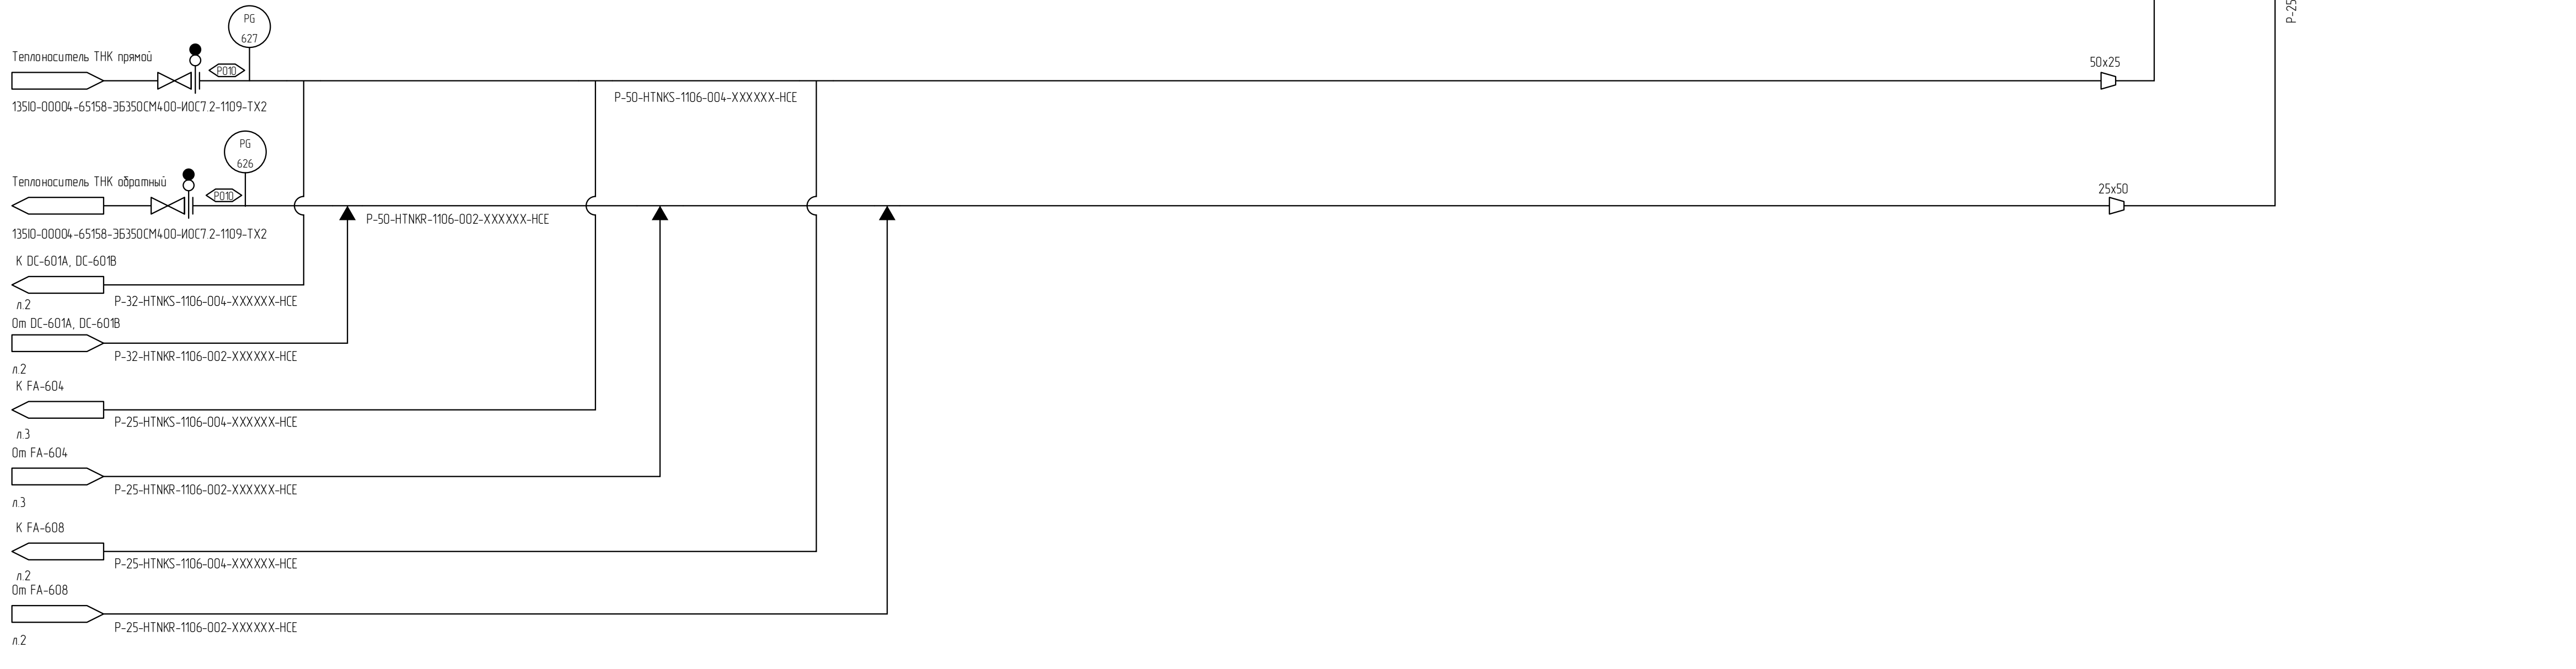 PG
627
P-25
Теплоноситель ТНК прямой
P010
50x25
13510-00004-65158-ЭБ350СМ400-ИОС7.2-1109-ТХ2
P-50-HTNKS-1106-004-XXXXXX-HCE
PG
626
Теплоноситель ТНК обратный
P010
25x50
P-50-HTNKR-1106-002-XXXXXX-HCE
13510-00004-65158-ЭБ350СМ400-ИОС7.2-1109-ТХ2
К DC-601A, DC-601B
P-32-HTNKS-1106-004-XXXXXX-HCE
л.2
От DC-601A, DC-601B
P-32-HTNKR-1106-002-XXXXXX-HCE
л.2
К FA-604
P-25-HTNKS-1106-004-XXXXXX-HCE
л.3
От FA-604
P-25-HTNKR-1106-002-XXXXXX-HCE
л.3
К FA-608
P-25-HTNKS-1106-004-XXXXXX-HCE
л.2
От FA-608
P-25-HTNKR-1106-002-XXXXXX-HCE
л.2